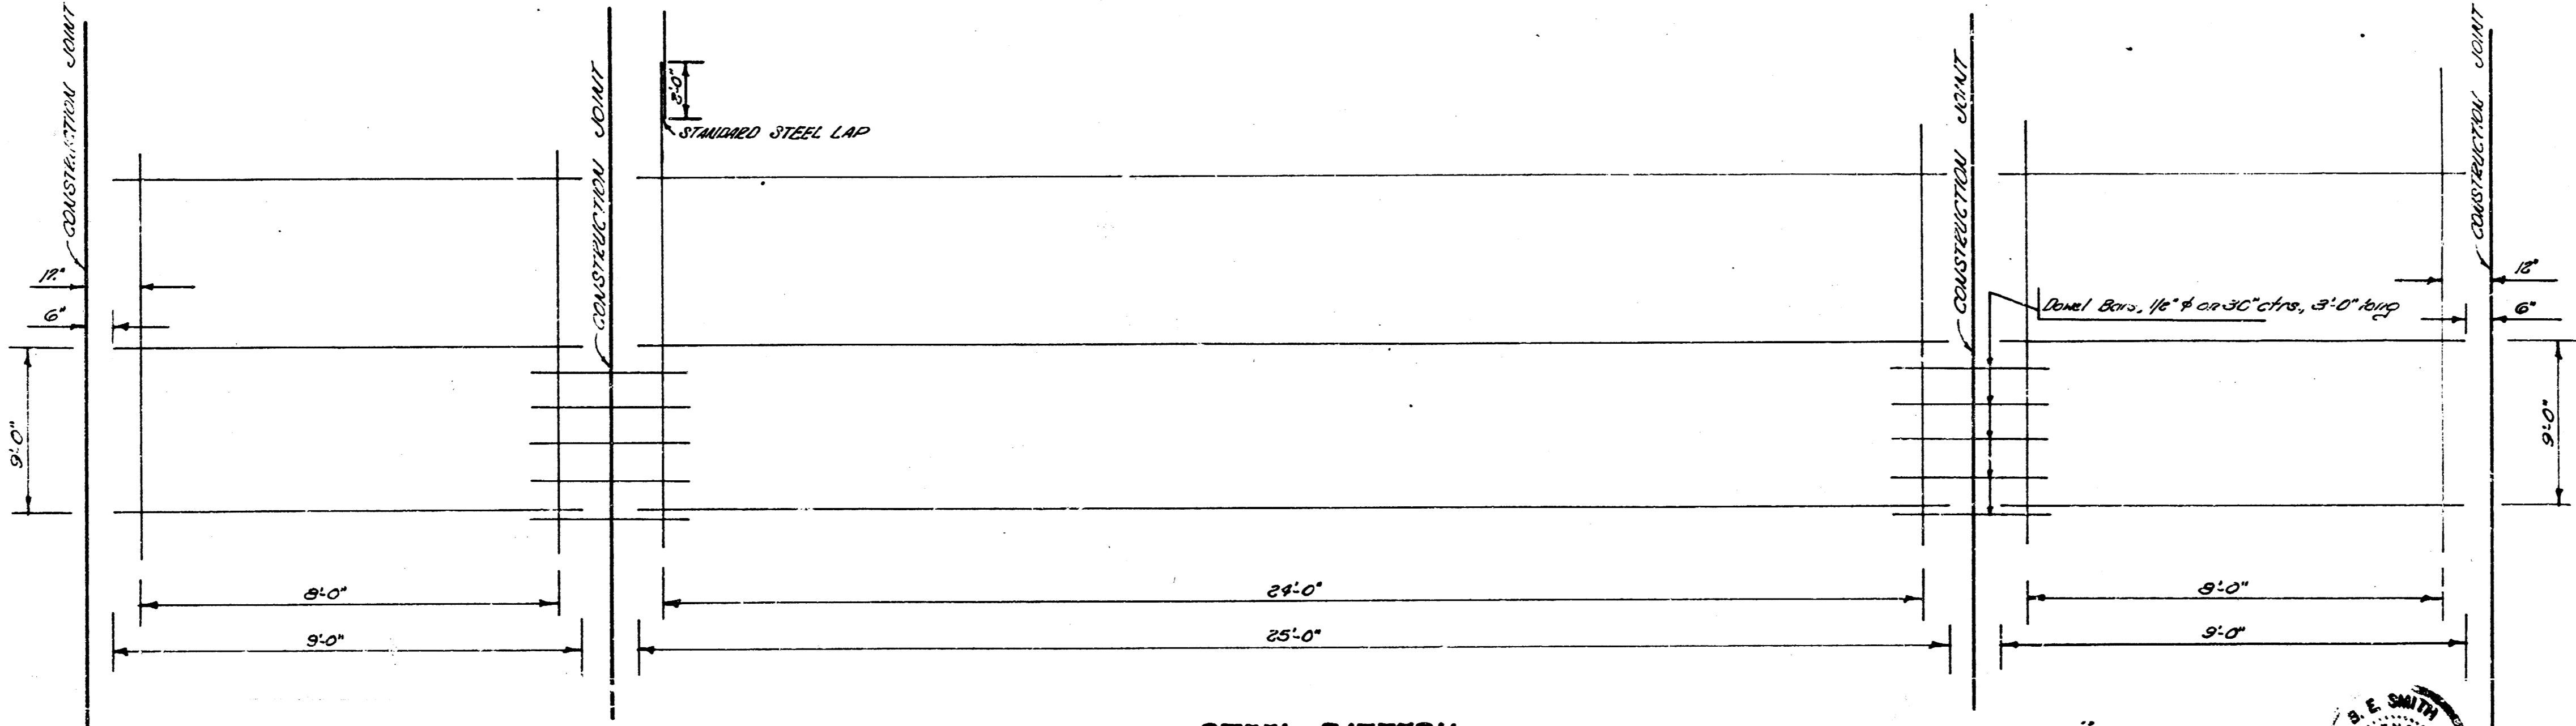 CONSTRUCTION JOINT
CONSTRUCTION JOINT
2'-0"
STANDARD STEEL LAP
CONSTRUCTION JOINT
CONSTRUCTION JOINT
12"
6"
Dowel Bars, 1/2" ϕ on 30" ctrs., 3'-0" long
12"
6"
9'-0"
9'-0"
8'-0"
24'-0"
8'-0"
9'-0"
25'-0"
9'-0"
B. E. SMITH